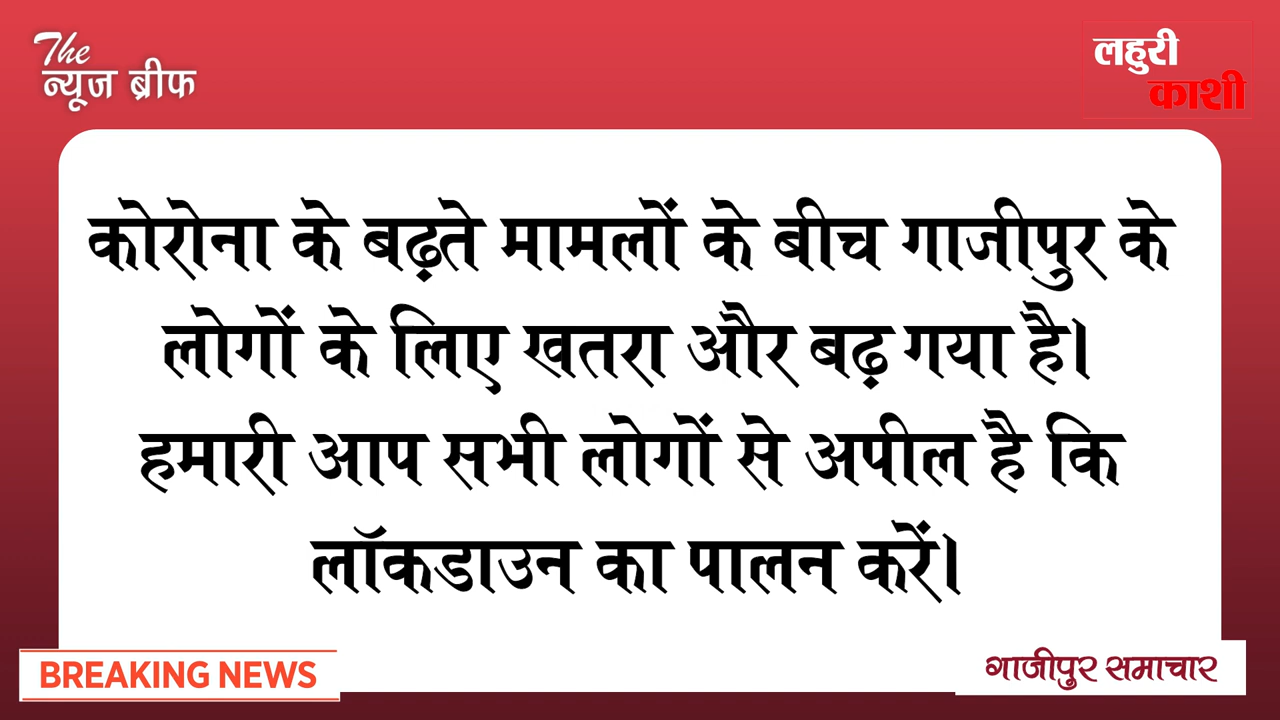 The
न्यूज ब्रीफ
लहुरी
काशी
कोरोना के बढ़ते मामलों के बीच गाजीपुर के
लोगों के लिए खतरा और बढ़ गया है।
हमारी आप सभी लोगों से अपील है कि
लॉकडाउन का पालन करें।
BREAKING NEWS
गाजीपुर समाचार